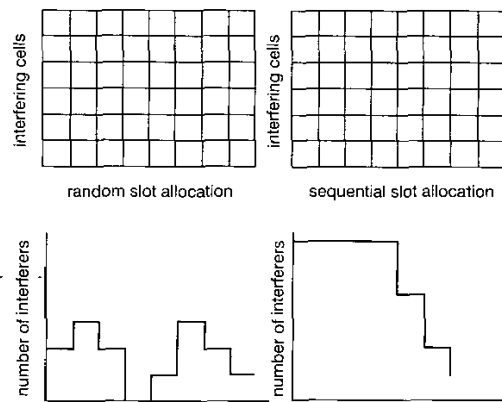 interfering cells
interfering cells
random slot allocation
sequential slot allocation
number of interferers
number of interferers